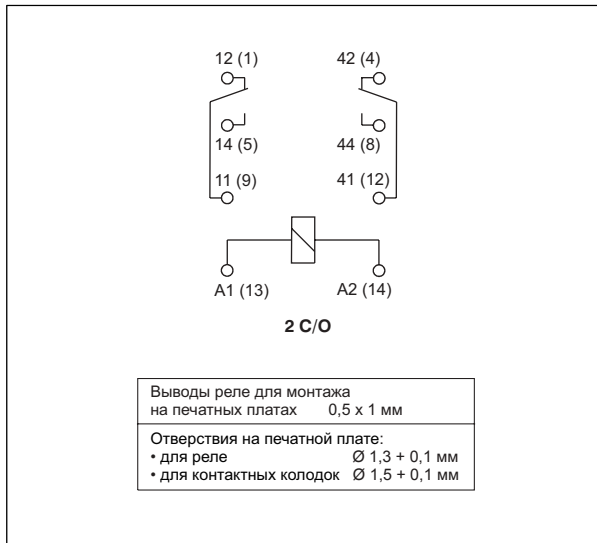 12 (1) 42 (4)
14 (5) 44 (8)
11 (9) 41 (12)
A1 (13) A2 (14)
2 C/O
Выводы реле для монтажа
на печатных платах 0,5 x 1 мм
Отверстия на печатной плате:
• для реле Ø 1,3 + 0,1 мм
• для контактных колодок Ø 1,5 + 0,1 мм